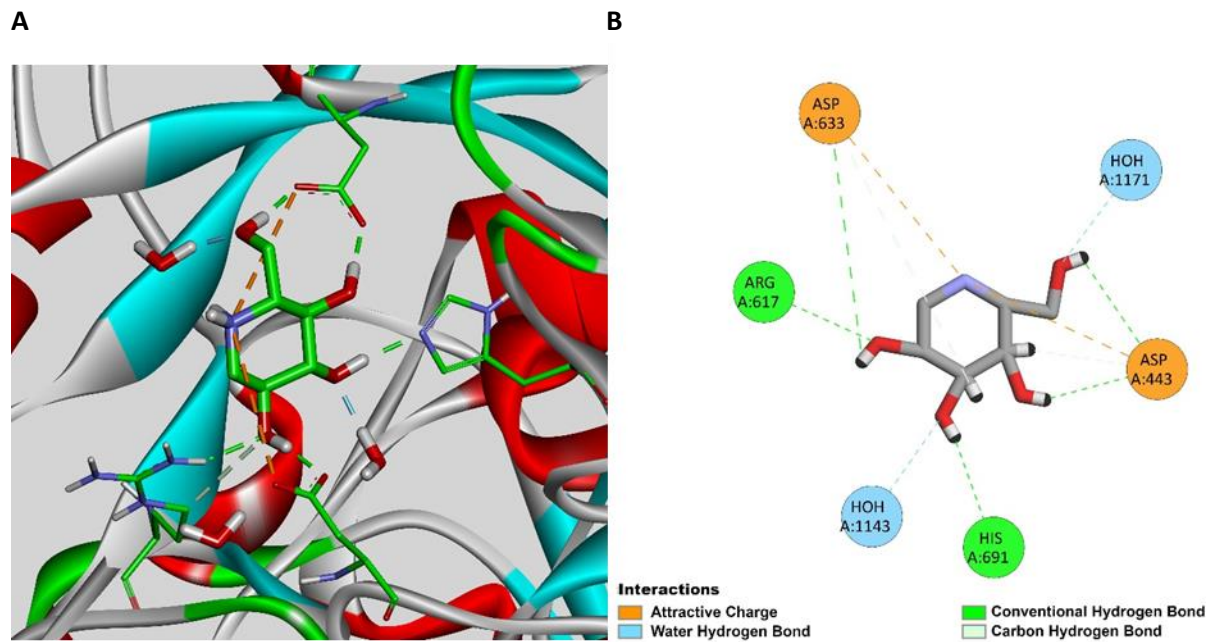 A
B
ASP
A:633
HOH
A:1171
ARG
A:617
ASP
A:443
HOH
A:1143
HIS
A:691
Interactions
Attractive Charge
Water Hydrogen Bond
Conventional Hydrogen Bond
Carbon Hydrogen Bond